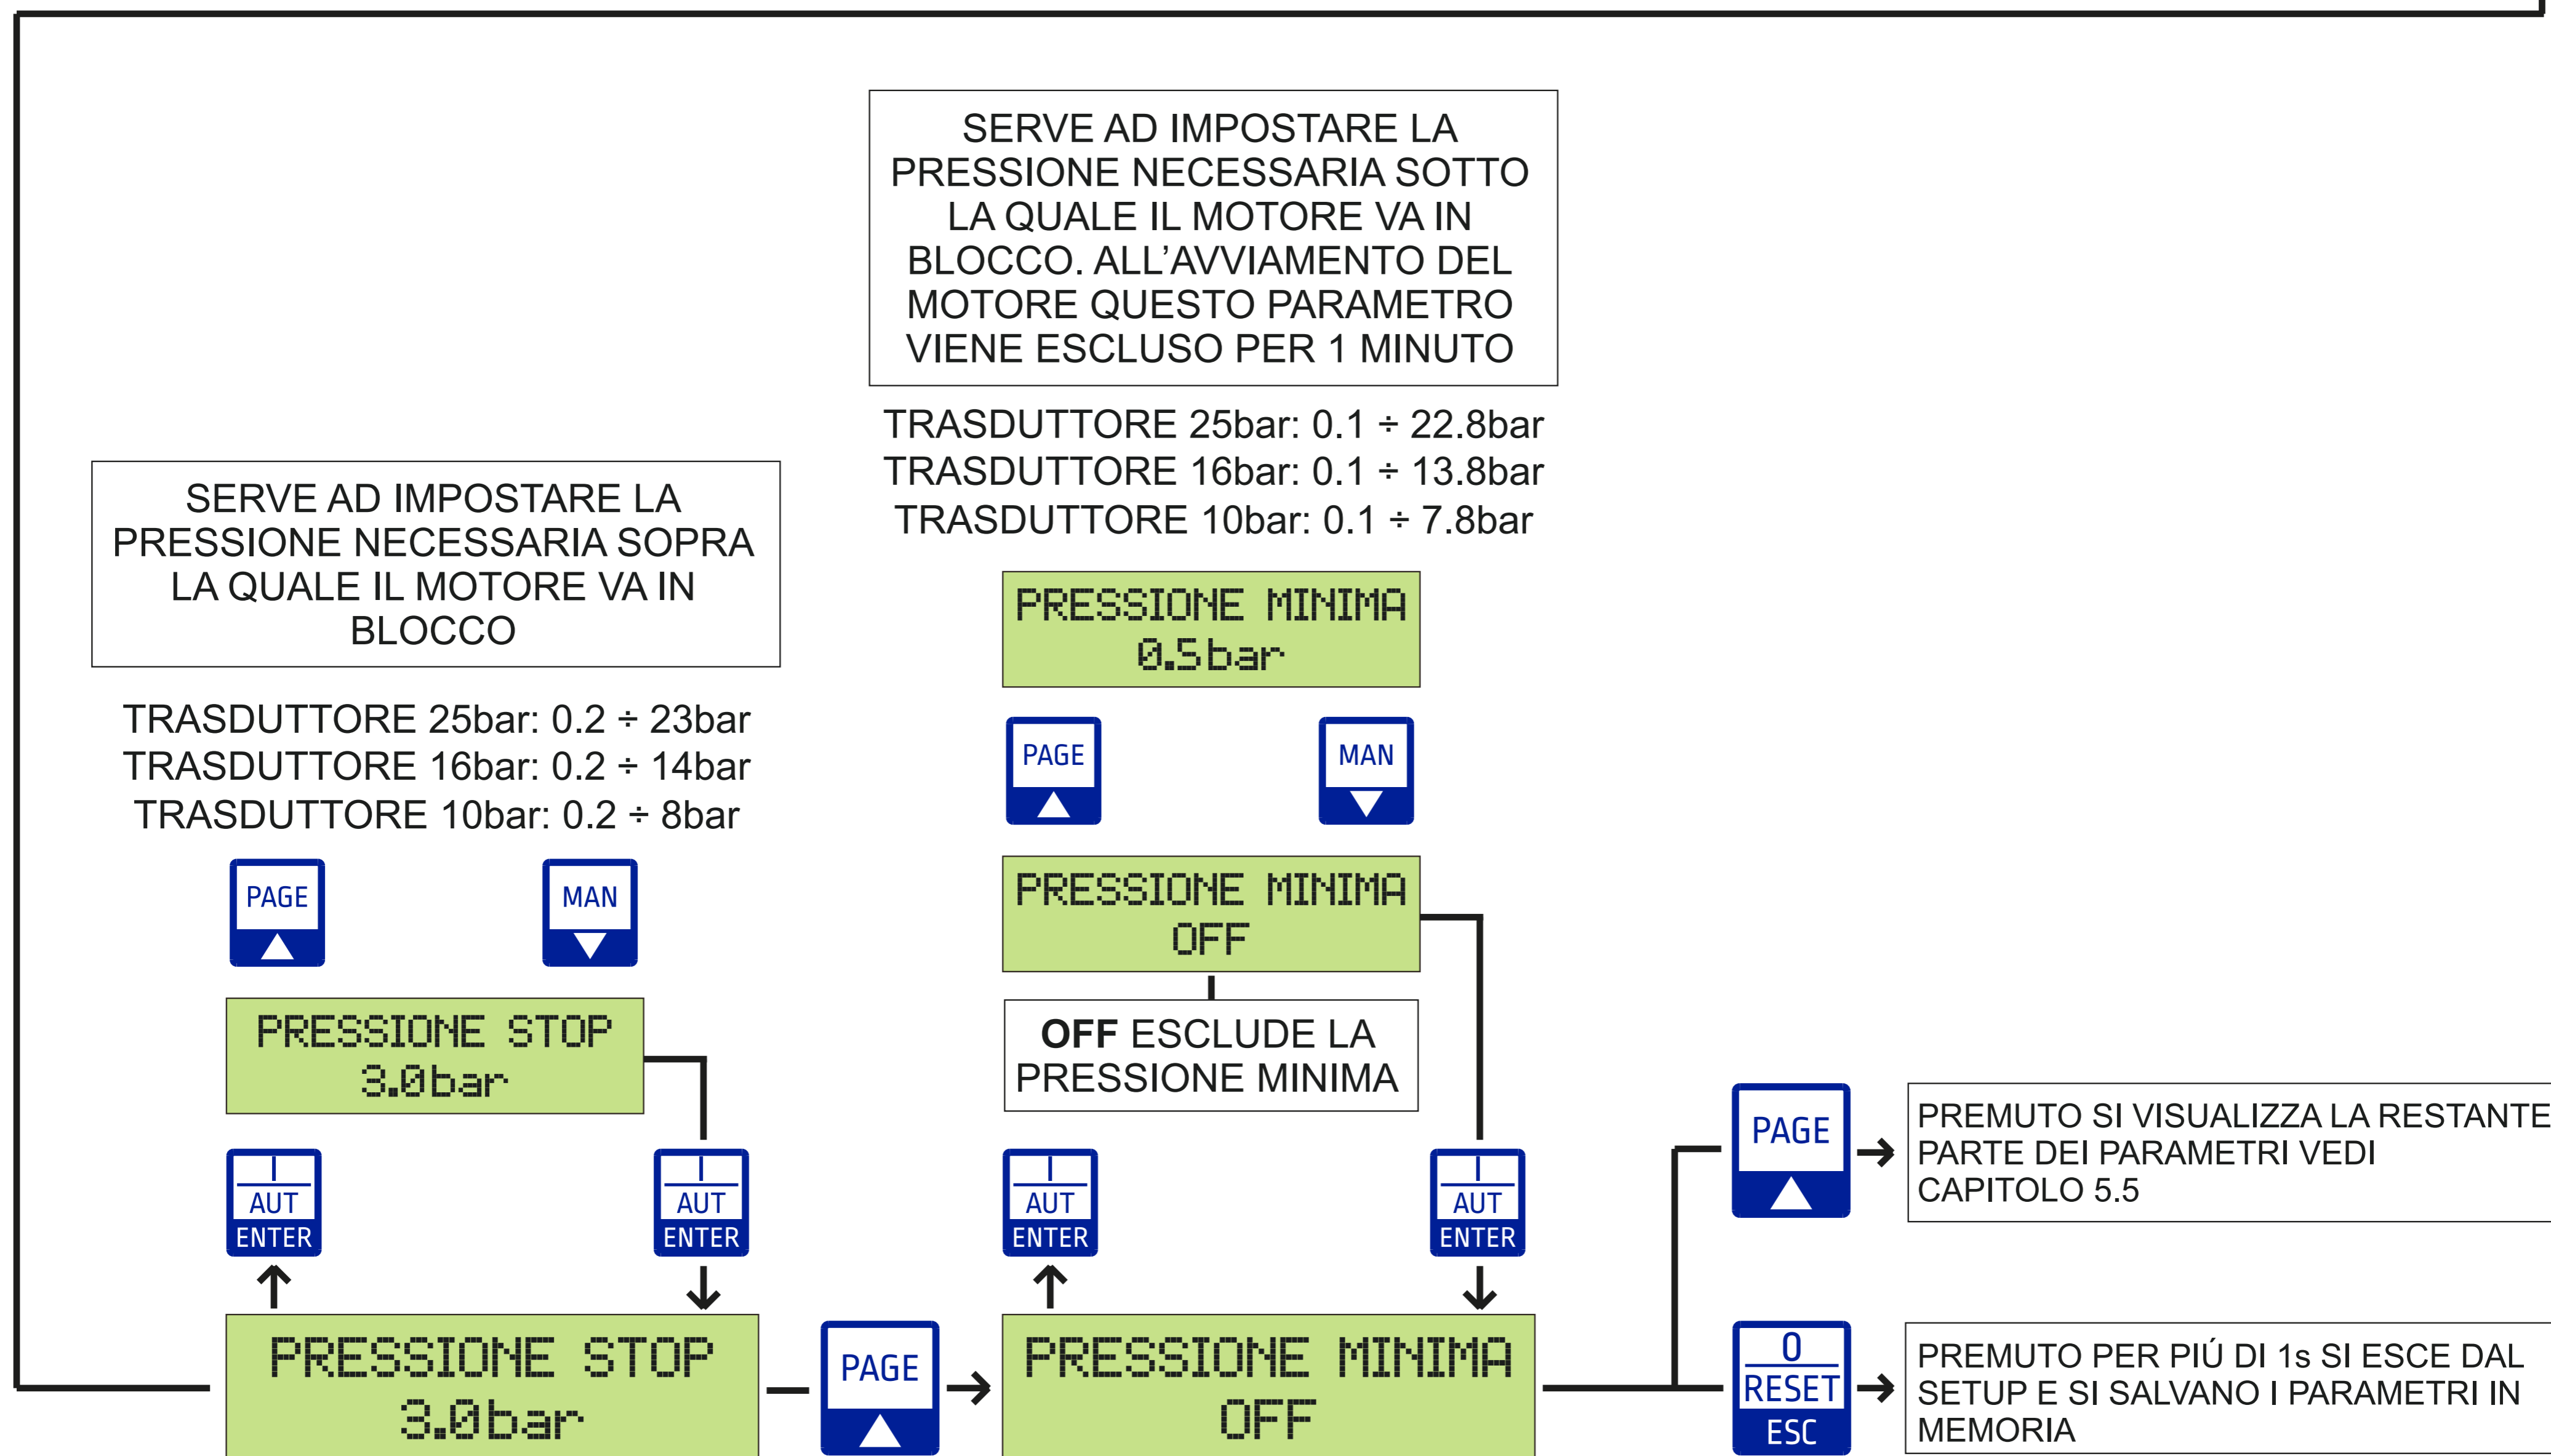 SERVE AD IMPOSTARE LA
PRESSIONE NECESSARIA SOPRA
LA QUALE IL MOTORE VA IN
BLOCCO
TRASDUTTORE 25bar: 0.2 ÷ 23bar
TRASDUTTORE 16bar: 0.2 ÷ 14bar
TRASDUTTORE 10bar: 0.2 ÷ 8bar
PAGE
MAN
PRESSIONE STOP
3.0bar
I
AUT
ENTER
I
AUT
ENTER
PRESSIONE STOP
3.0bar
PAGE
SERVE AD IMPOSTARE LA
PRESSIONE NECESSARIA SOTTO
LA QUALE IL MOTORE VA IN
BLOCCO. ALL'AVVIAMENTO DEL
MOTORE QUESTO PARAMETRO
VIENE ESCLUSO PER 1 MINUTO
TRASDUTTORE 25bar: 0.1 ÷ 22.8bar
TRASDUTTORE 16bar: 0.1 ÷ 13.8bar
TRASDUTTORE 10bar: 0.1 ÷ 7.8bar
PRESSIONE MINIMA
0.5bar
PAGE
MAN
PRESSIONE MINIMA
OFF
OFF ESCLUDE LA
PRESSIONE MINIMA
I
AUT
ENTER
I
AUT
ENTER
PRESSIONE MINIMA
OFF
PAGE
PREMUTO SI VISUALIZZA LA RESTANTE
PARTE DEI PARAMETRI VEDI
CAPITOLO 5.5
0
RESET
ESC
PREMUTO PER PIÚ DI 1s SI ESCE DAL
SETUP E SI SALVANO I PARAMETRI IN
MEMORIA